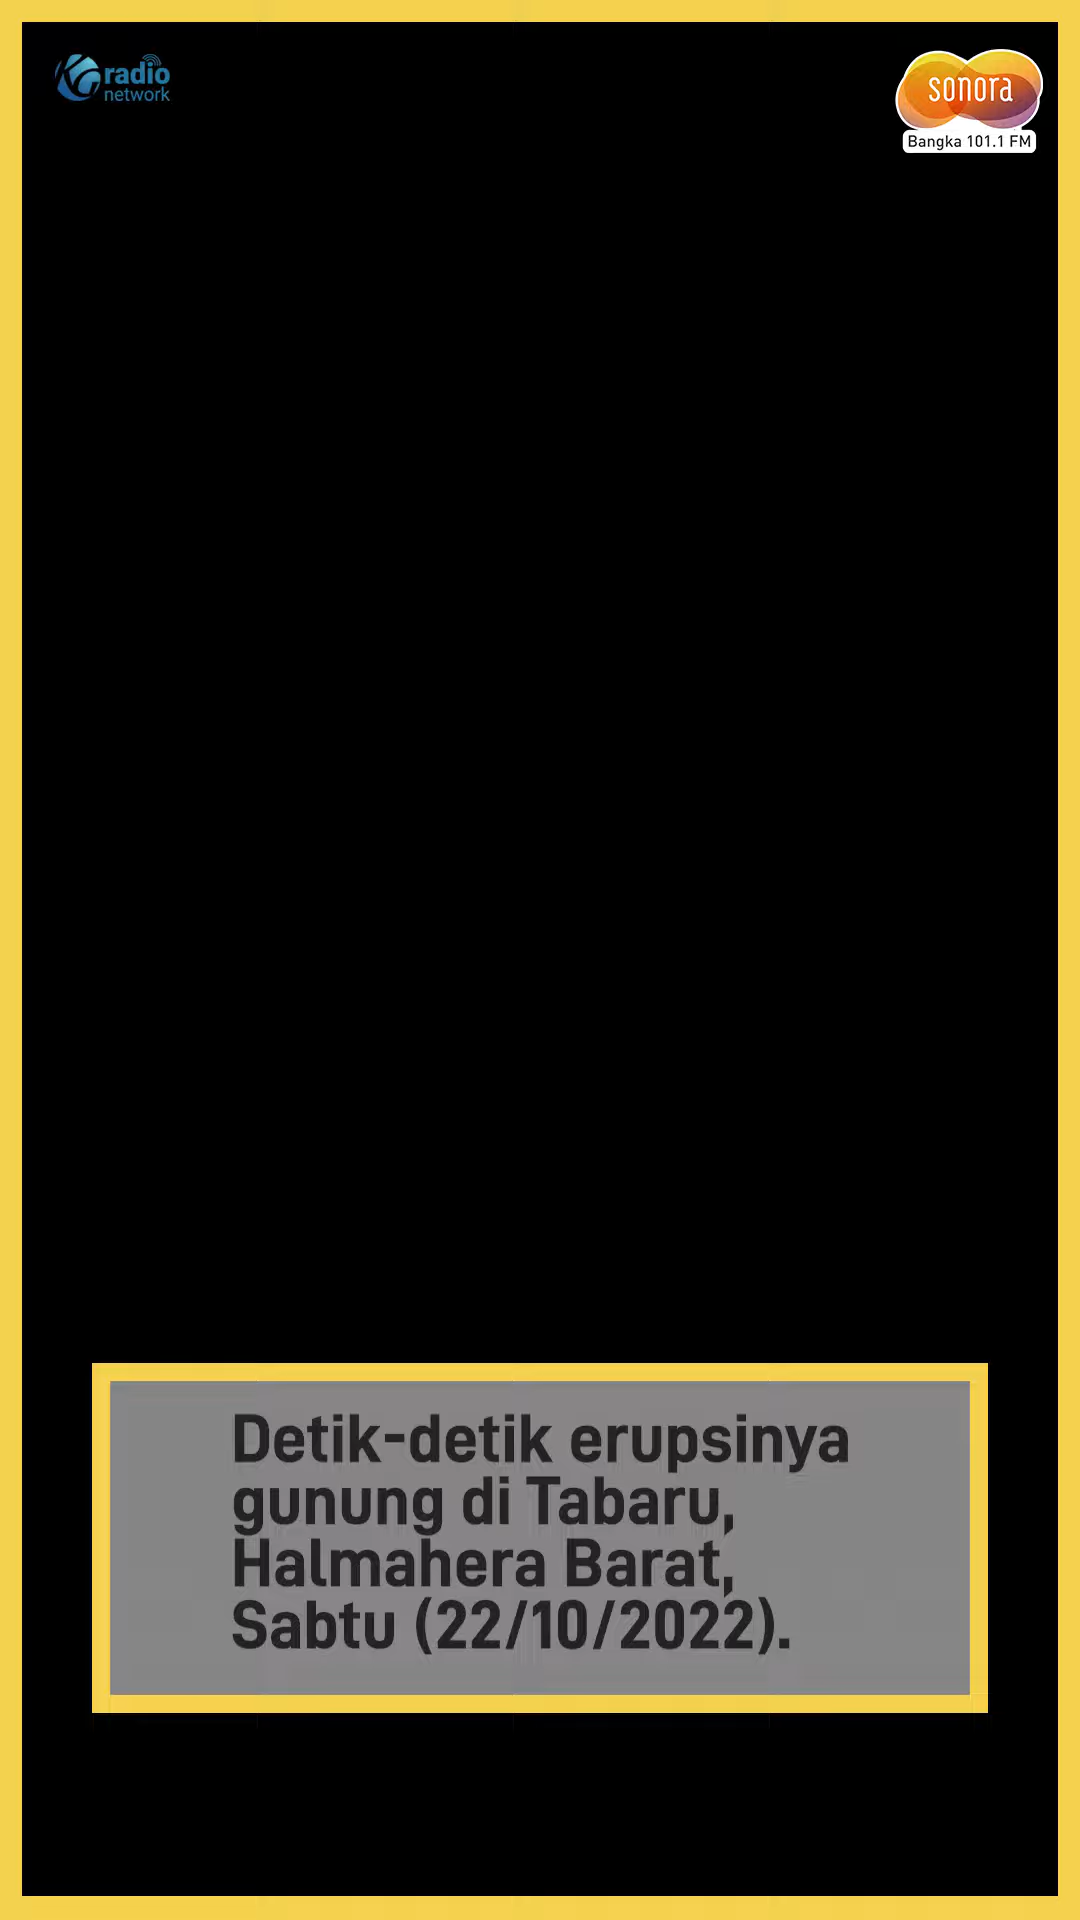 radio
network
sonora
Bangka 101.1 FM
Detik-detik erupsinya
gunung di Tabaru,
Halmahera Barat,
Sabtu (22/10/2022).